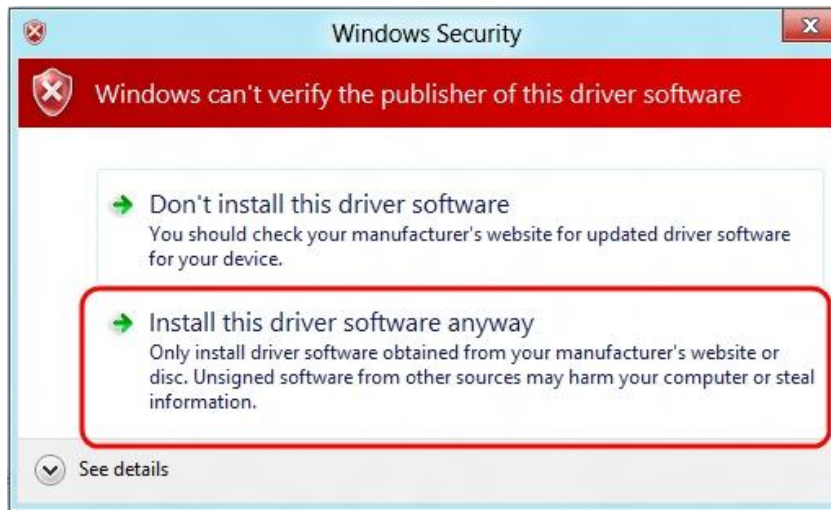 Windows Security
Windows can't verify the publisher of this driver software
Don't install this driver software
You should check your manufacturer's website for updated driver software
for your device.
Install this driver software anyway
Only install driver software obtained from your manufacturer's website or
disc. Unsigned software from other sources may harm your computer or steal
information.
See details